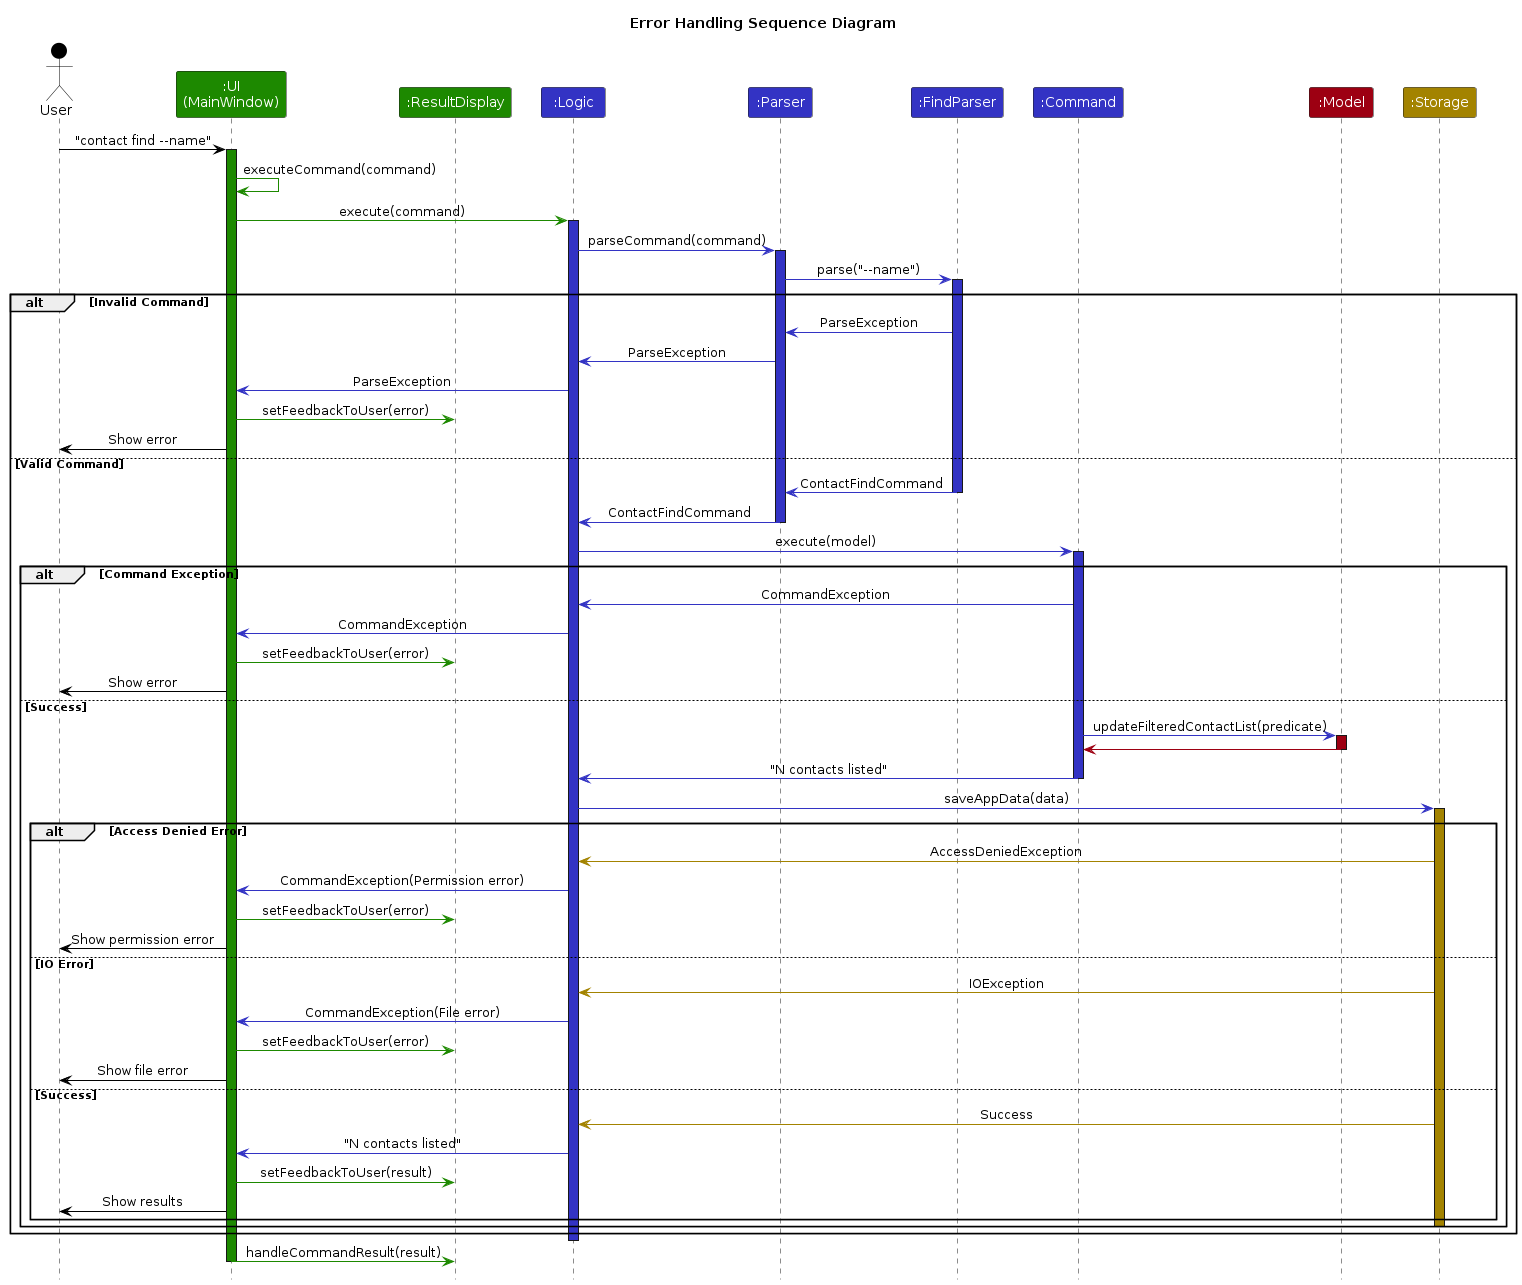 Error Handling Sequence Diagram
User
:UI
(MainWindow)
:ResultDisplay
:Logic
:Parser
:FindParser
:Command
:Model
:Storage
"contact find --name"
executeCommand(command)
execute(command)
parseCommand(command)
parse("--name")
alt [Invalid Command]
ParseException
ParseException
ParseException
setFeedbackToUser(error)
Show error
[Valid Command]
ContactFindCommand
ContactFindCommand
execute(model)
alt [Command Exception]
CommandException
CommandException
setFeedbackToUser(error)
Show error
[Success]
updateFilteredContactList(predicate)
"N contacts listed"
saveAppData(data)
alt [Access Denied Error]
AccessDeniedException
CommandException(Permission error)
setFeedbackToUser(error)
Show permission error
[IO Error]
IOException
CommandException(File error)
setFeedbackToUser(error)
Show file error
[Success]
Success
"N contacts listed"
setFeedbackToUser(result)
Show results
handleCommandResult(result)